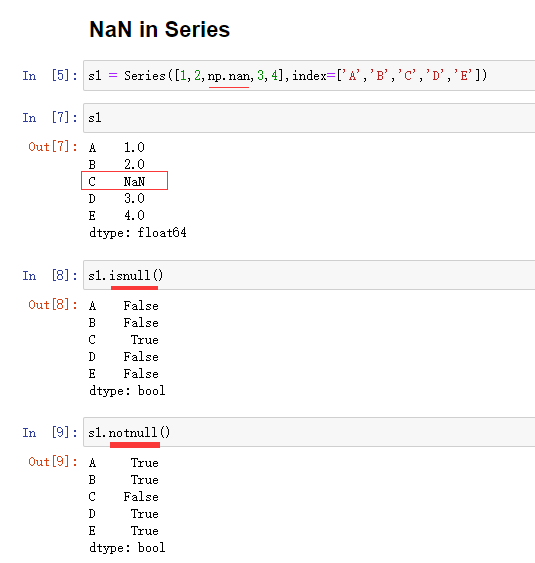 NaN in Series
In [5]: s1 = Series([1,2,np.nan,3,4],index=['A','B','C','D','E'])
In [7]: s1
Out[7]: A    1.0
B    2.0
C    NaN
D    3.0
E    4.0
dtype: float64
In [8]: s1.isnull()
Out[8]: A    False
B    False
C     True
D    False
E    False
dtype: bool
In [9]: s1.notnull()
Out[9]: A     True
B     True
C    False
D     True
E     True
dtype: bool